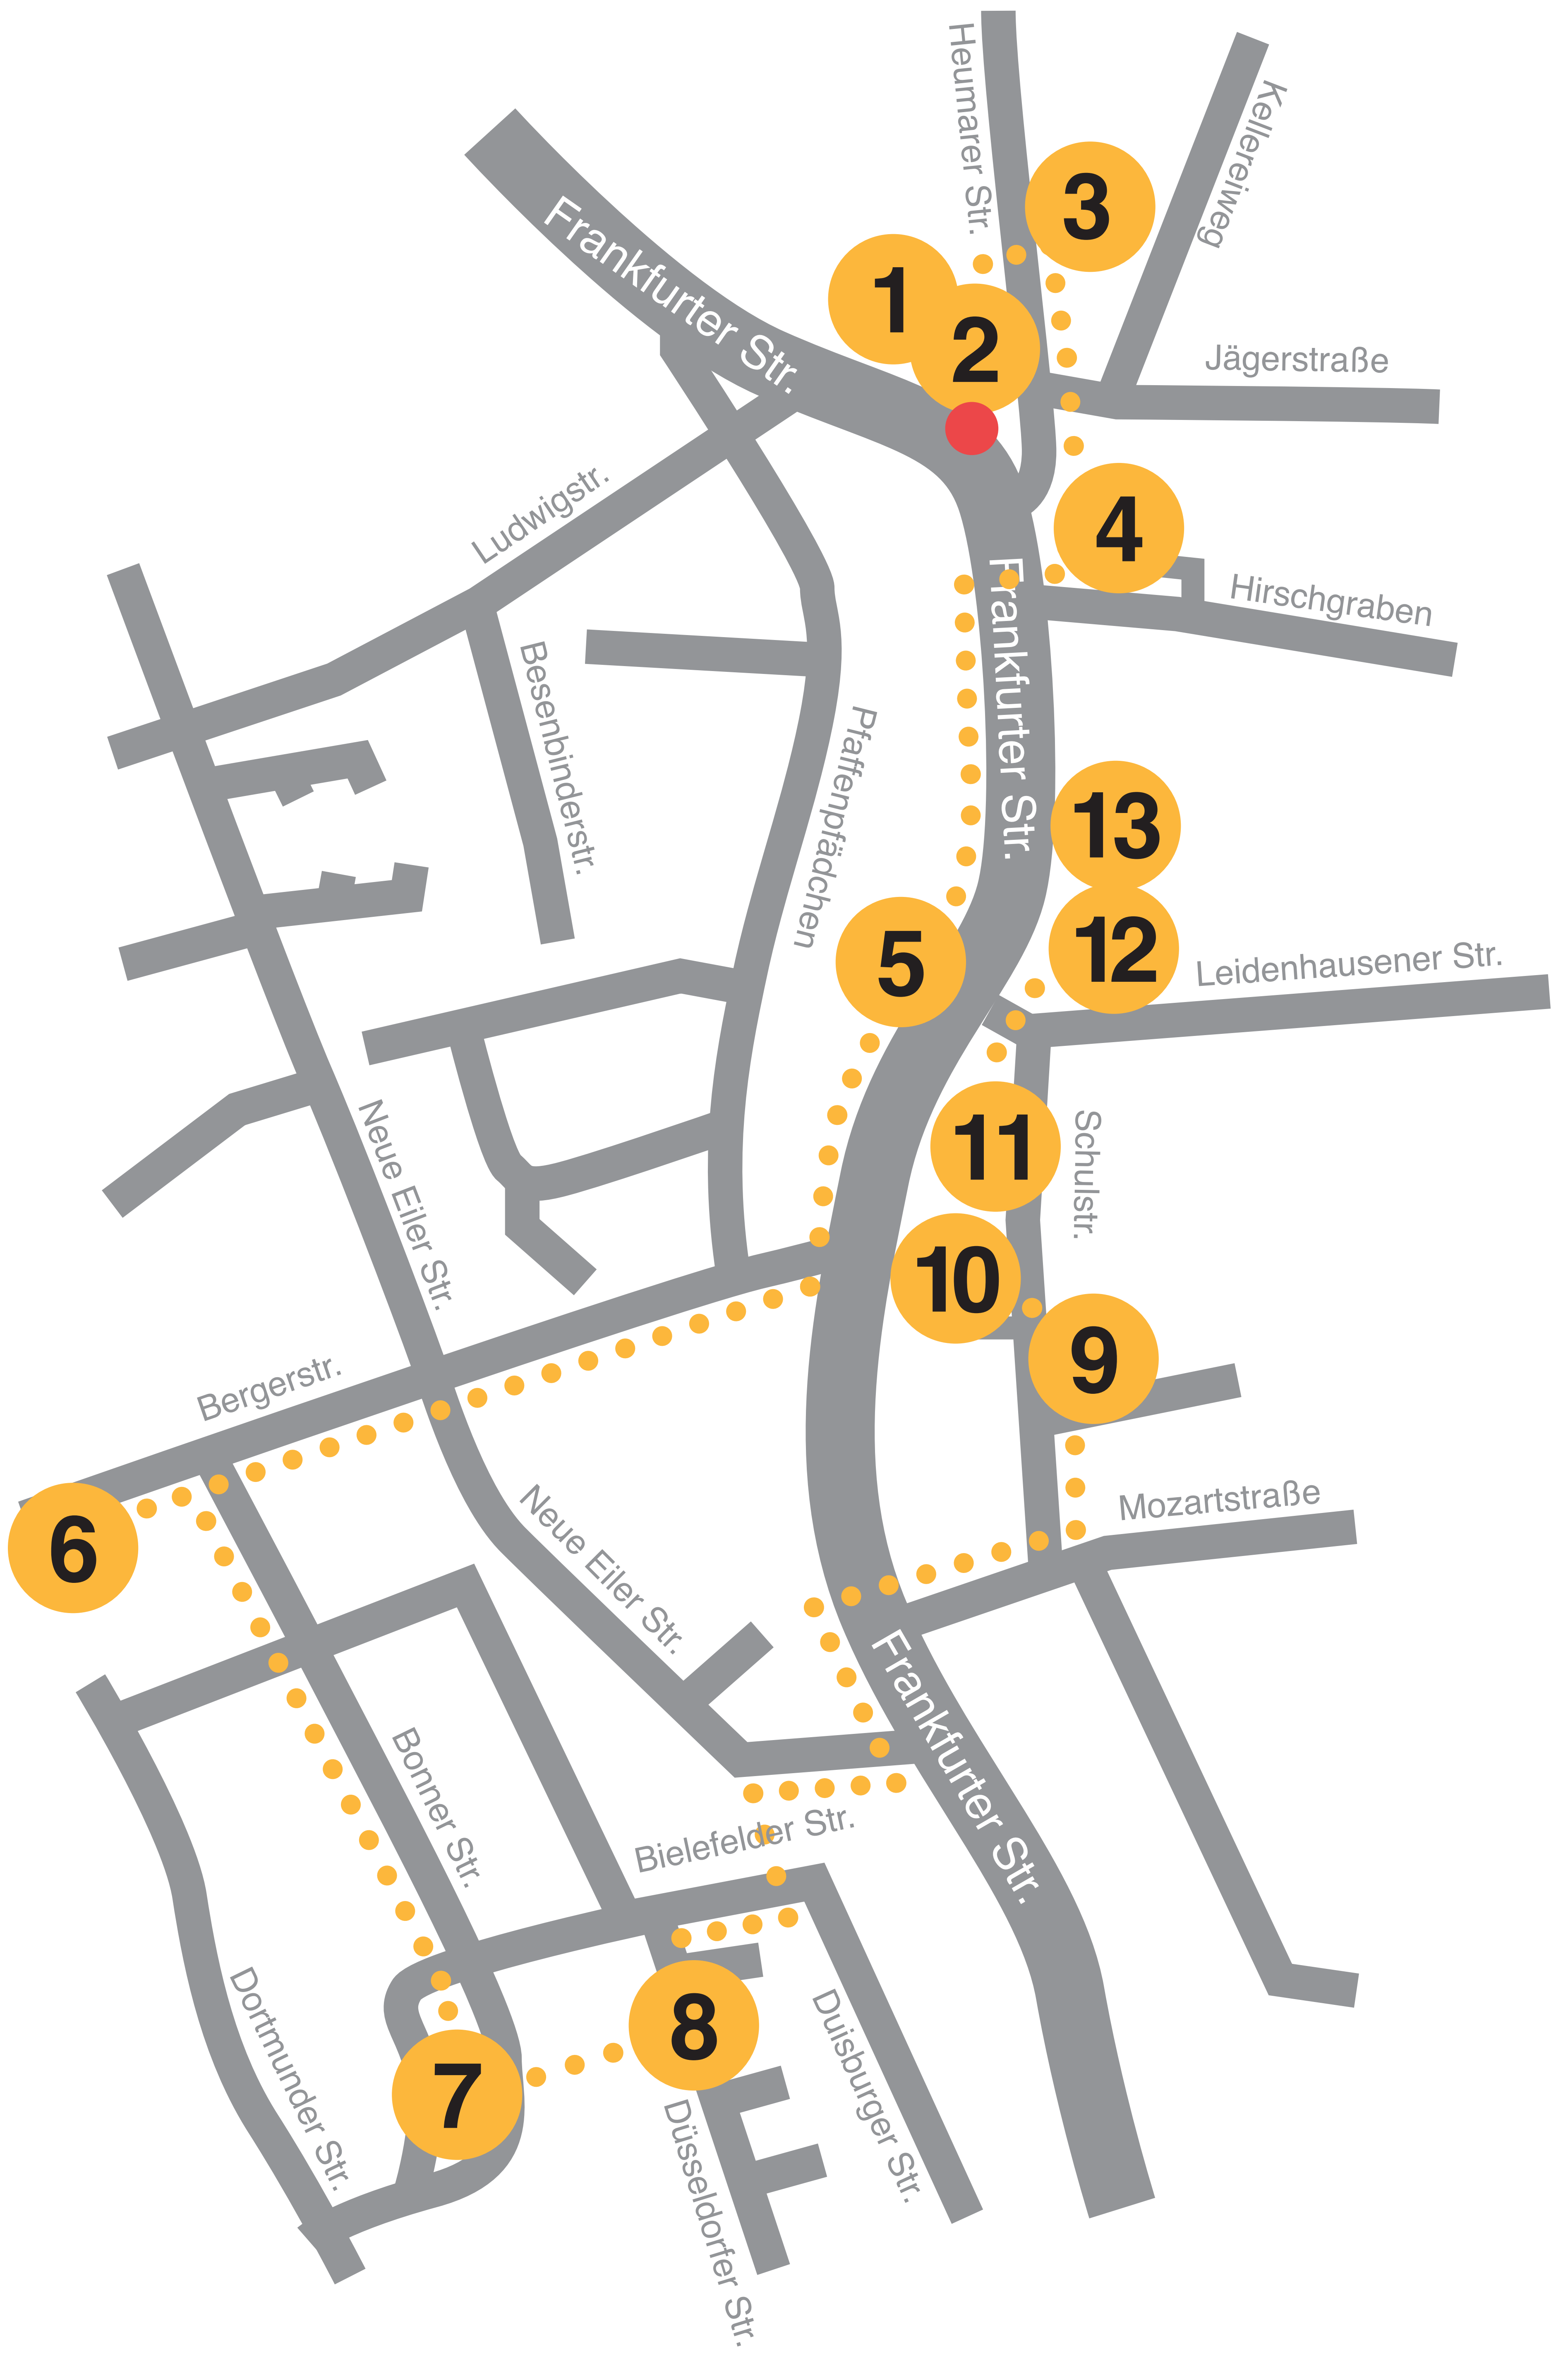 Heumarer Str.
Kellereiweg
3
Frankfurter Str.
1
2
Jägerstraße
Ludwigstr.
4
Hirschgraben
Frankfurter Str.
Besenbinderstr.
Pfaffenpfädchen
13
12
5
Leidenhausener Str.
Neue Eiler Str.
11
Schulstr.
10
9
Bergerstr.
6
Neue Eiler Str.
Mozartstraße
Frankfurter Str.
Bonner Str.
Bielefelder Str.
Dortmunder Str.
8
7
Duisburger Str.
Düsseldorfer Str.